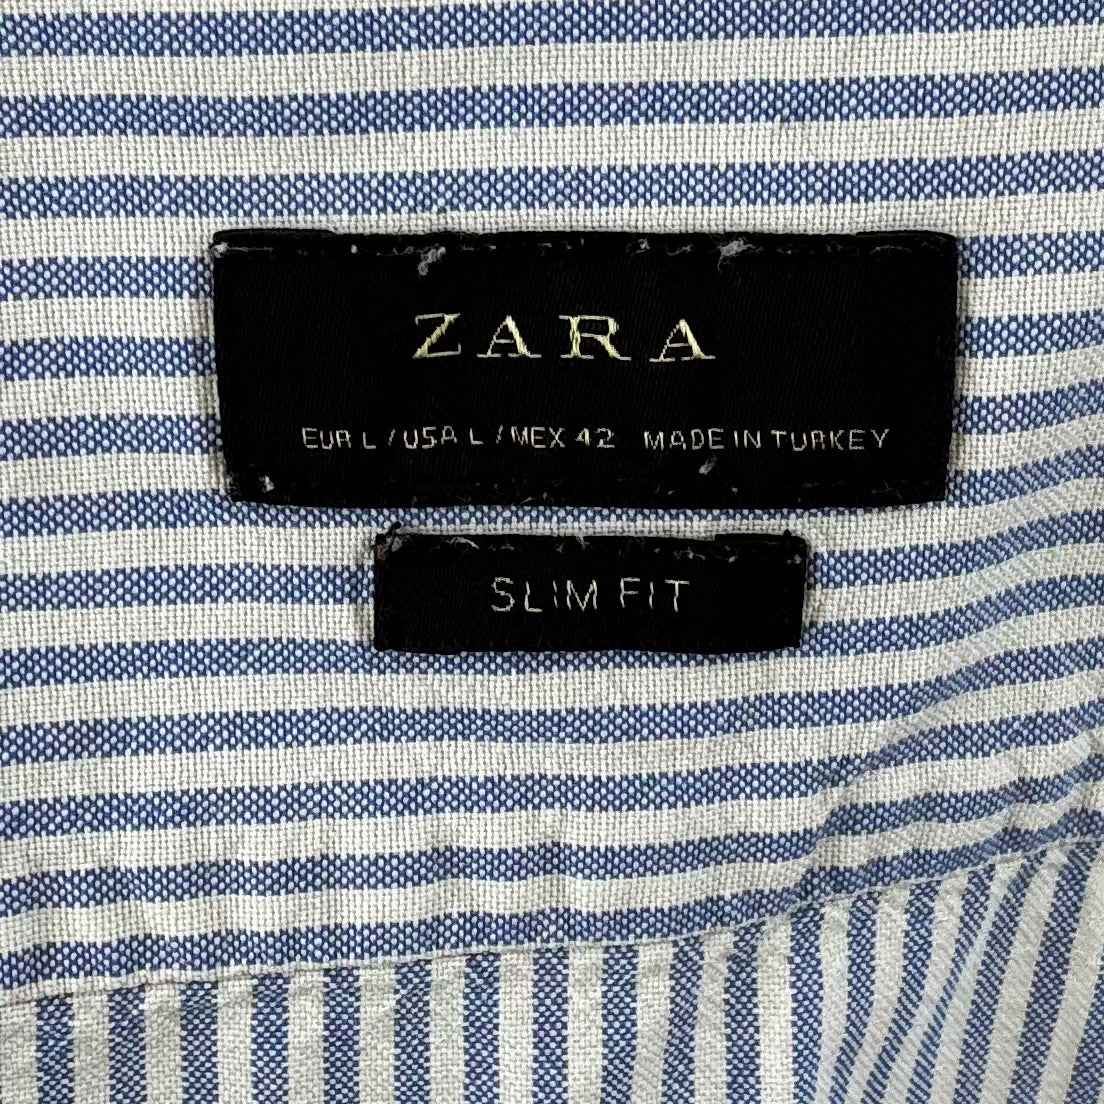 ZARA
EUR L / USA L / MEX 42 MADE IN TURKEY
SLIM FIT